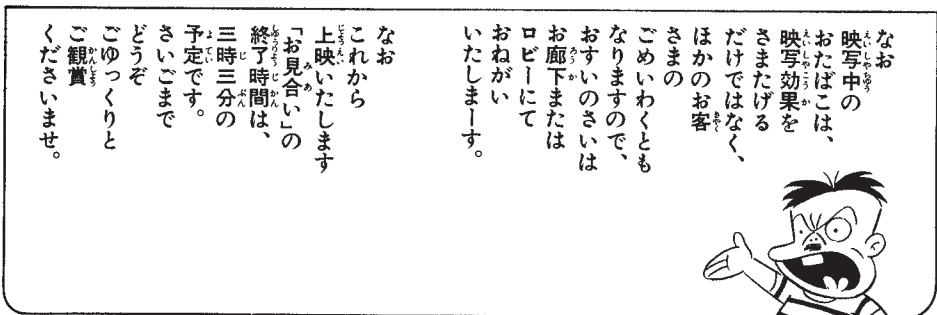 なお
映写中の
おたばこは、
映写効果を
さまたげる
だけではなく、
ほかのお客
さまの
ごめいわくとも
なりますので、
おすいのさいは
お廊下または
ロビーにて
おねがい
いたしまーす。
なお
これから
上映いたします
「お見合い」の
終了時間は、
三時三分の
予定です。
さいごまで
どうぞ
ごゆっくりと
ご観賞
くださいませ。